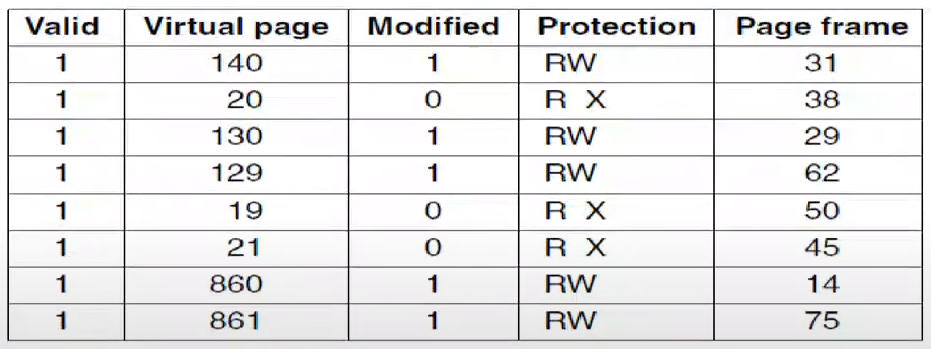 Valid Virtual page Modified Protection Page frame
1 140 1 RW 31
1 20 0 R X 38
1 130 1 RW 29
1 129 1 RW 62
1 19 0 R X 50
1 21 0 R X 45
1 860 1 RW 14
1 861 1 RW 75